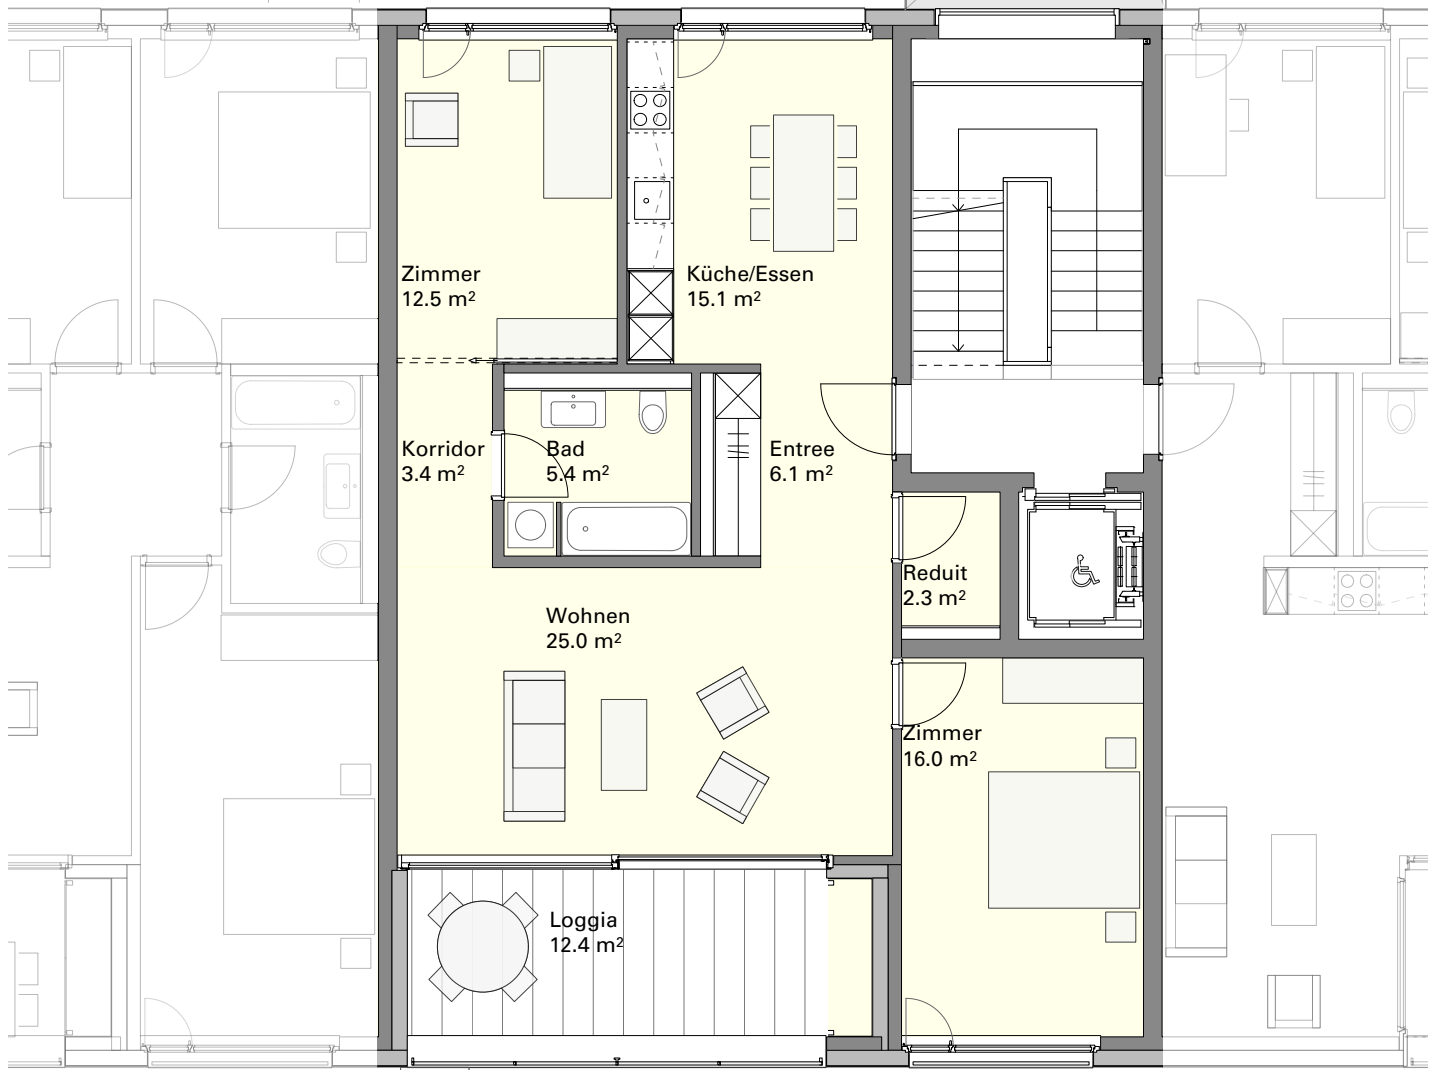 Zimmer
12.5 m²
Küche/Essen
15.1 m²
Korridor
3.4 m²
Bad
5.4 m²
Entree
6.1 m²
Reduit
2.3 m²
Wohnen
25.0 m²
Zimmer
16.0 m²
Loggia
12.4 m²